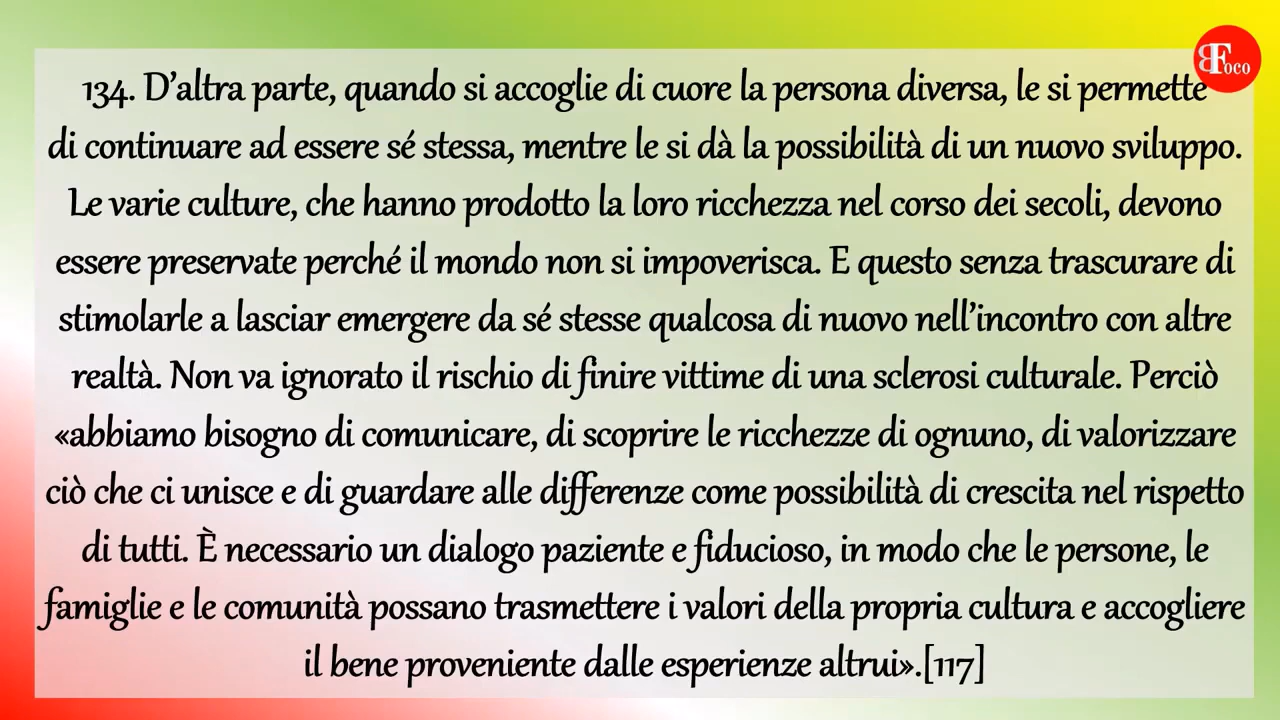 BFoco
134. D’altra parte, quando si accoglie di cuore la persona diversa, le si permette
di continuare ad essere sé stessa, mentre le si dà la possibilità di un nuovo sviluppo.
Le varie culture, che hanno prodotto la loro ricchezza nel corso dei secoli, devono
essere preservate perché il mondo non si impoverisca. E questo senza trascurare di
stimolarle a lasciar emergere da sé stesse qualcosa di nuovo nell’incontro con altre
realtà. Non va ignorato il rischio di finire vittime di una sclerosi culturale. Perciò
«abbiamo bisogno di comunicare, di scoprire le ricchezze di ognuno, di valorizzare
ciò che ci unisce e di guardare alle differenze come possibilità di crescita nel rispetto
di tutti. È necessario un dialogo paziente e fiducioso, in modo che le persone, le
famiglie e le comunità possano trasmettere i valori della propria cultura e accogliere
il bene proveniente dalle esperienze altrui».[117]